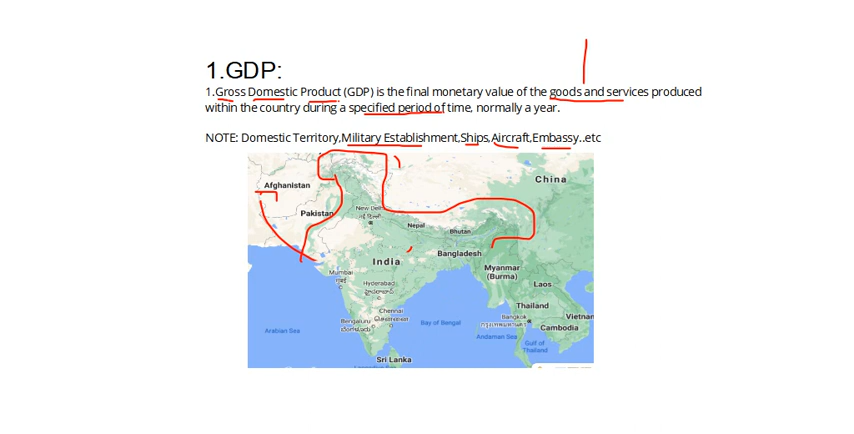 1.GDP:
1.Gross Domestic Product (GDP) is the final monetary value of the goods and services produced
within the country during a specified period of time, normally a year.
NOTE: Domestic Territory,Military Establishment,Ships,Aircraft,Embassy..etc
China
Afghanistan
Pakistan
New Delhi
Nepal
Bhutan
India
Bangladesh
Mumbai
Myanmar
(Burma)
Hyderabad
Laos
Thailand
Chennai
Bengaluru
Bangkok
Vietnam
Cambodia
Arabian Sea
Bay of Bengal
Andaman Sea
Gulf of
Thailand
Sri Lanka